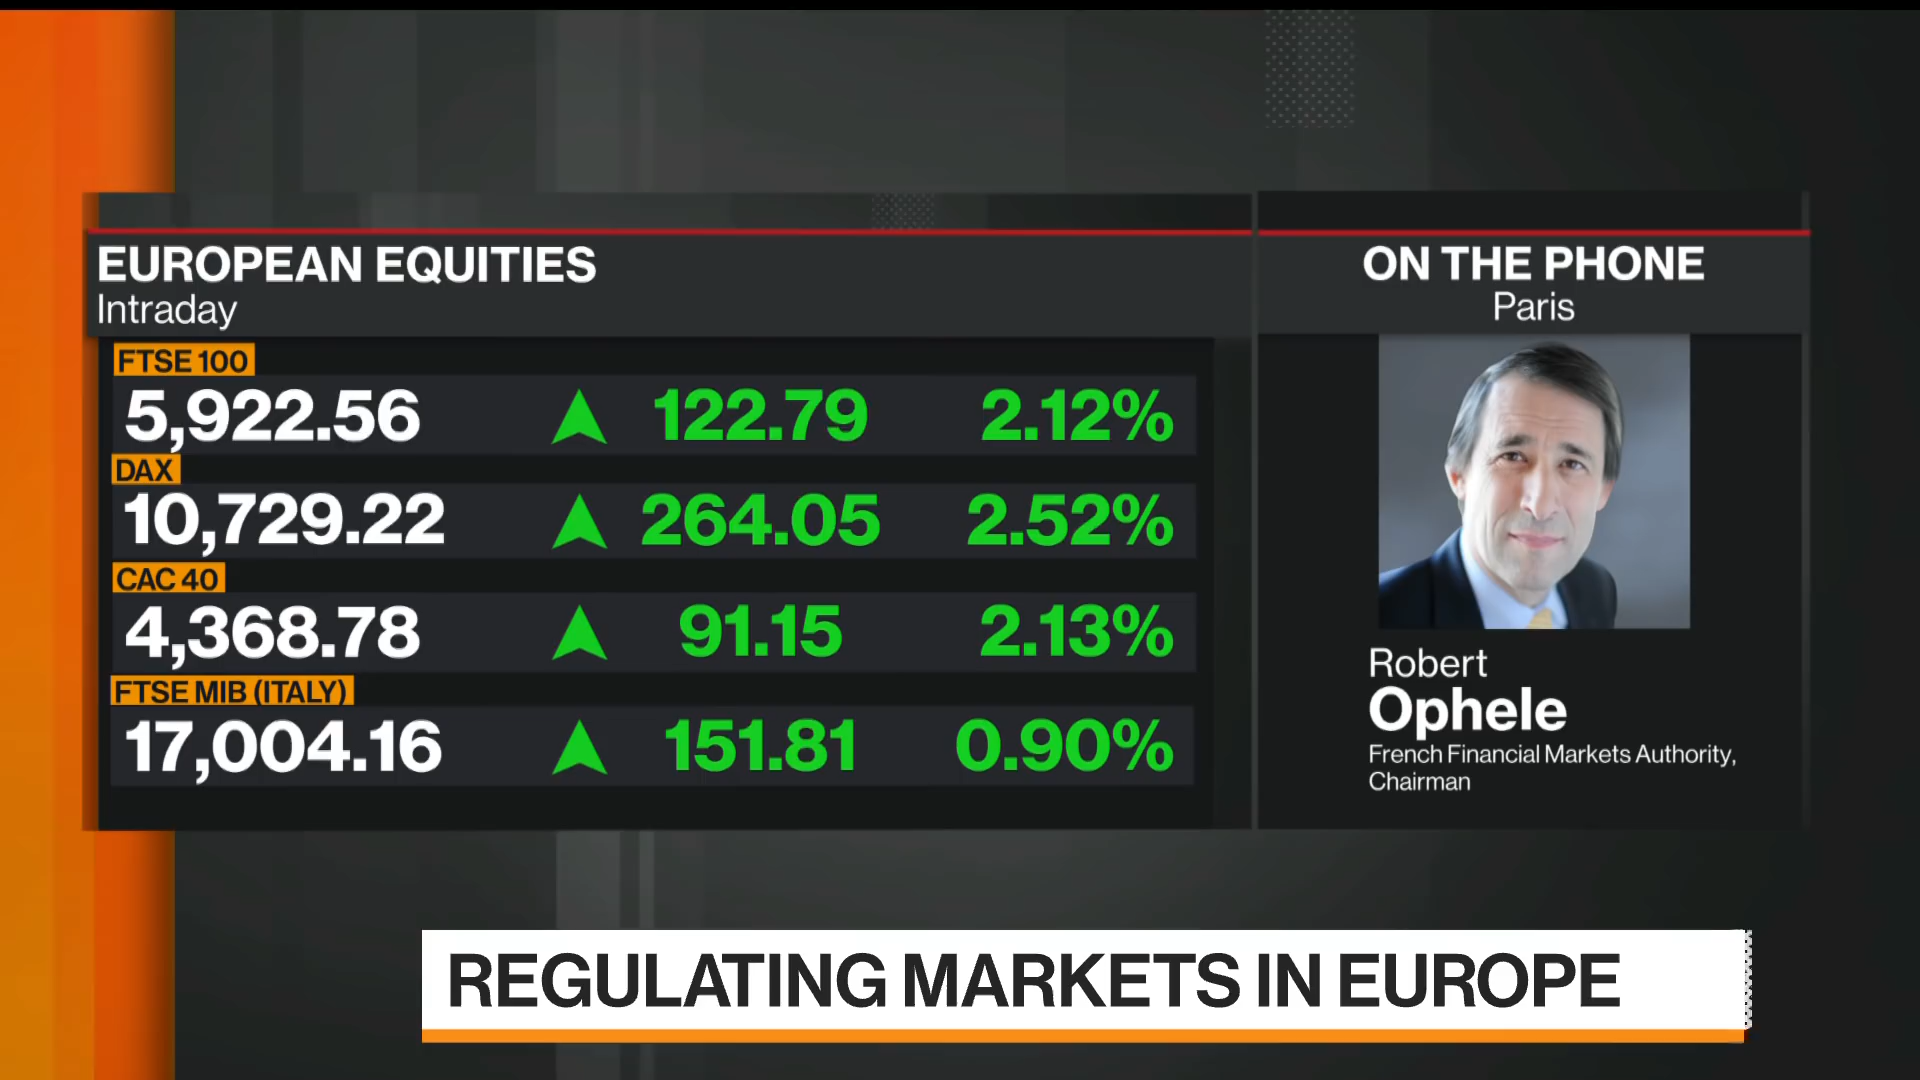 EUROPEAN EQUITIES
Intraday
FTSE 100
5,922.56 ▲ 122.79 2.12%
DAX
10,729.22 ▲ 264.05 2.52%
CAC 40
4,368.78 ▲ 91.15 2.13%
FTSE MIB (ITALY)
17,004.16 ▲ 151.81 0.90%
ON THE PHONE
Paris
Robert
Ophele
French Financial Markets Authority,
Chairman
REGULATING MARKETS IN EUROPE